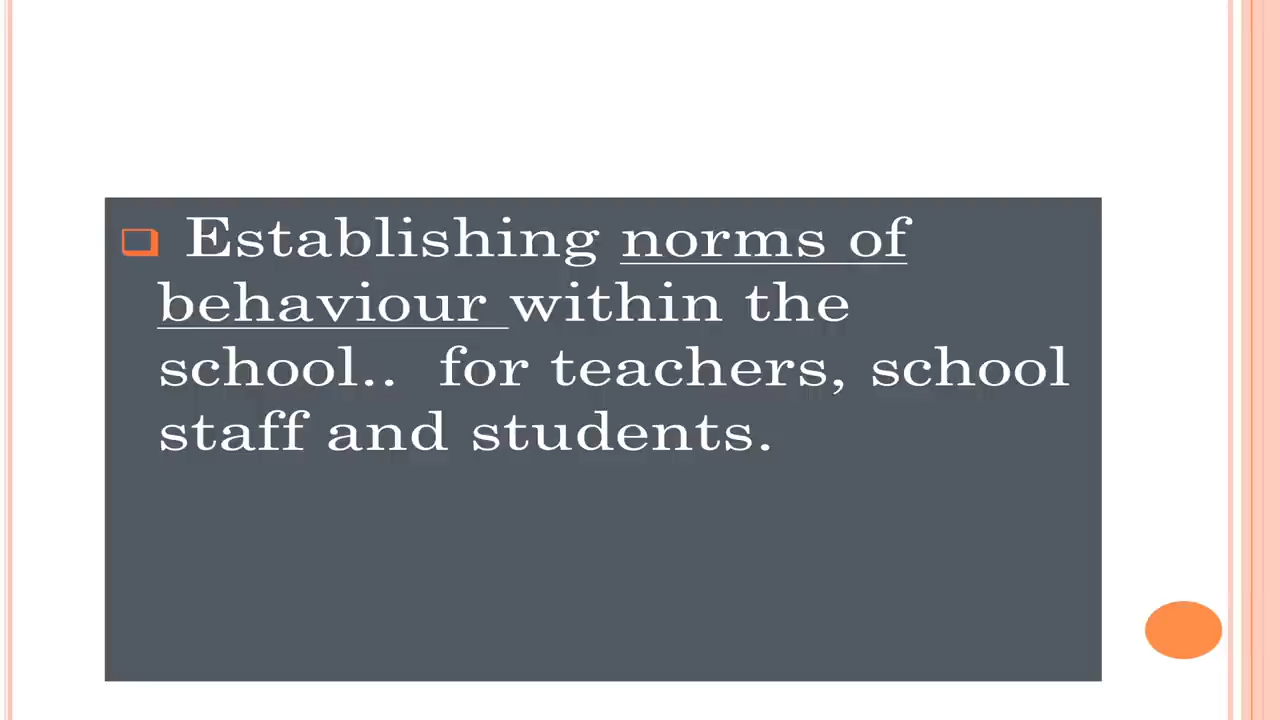 Establishing norms of
behaviour within the
school.. for teachers, school
staff and students.